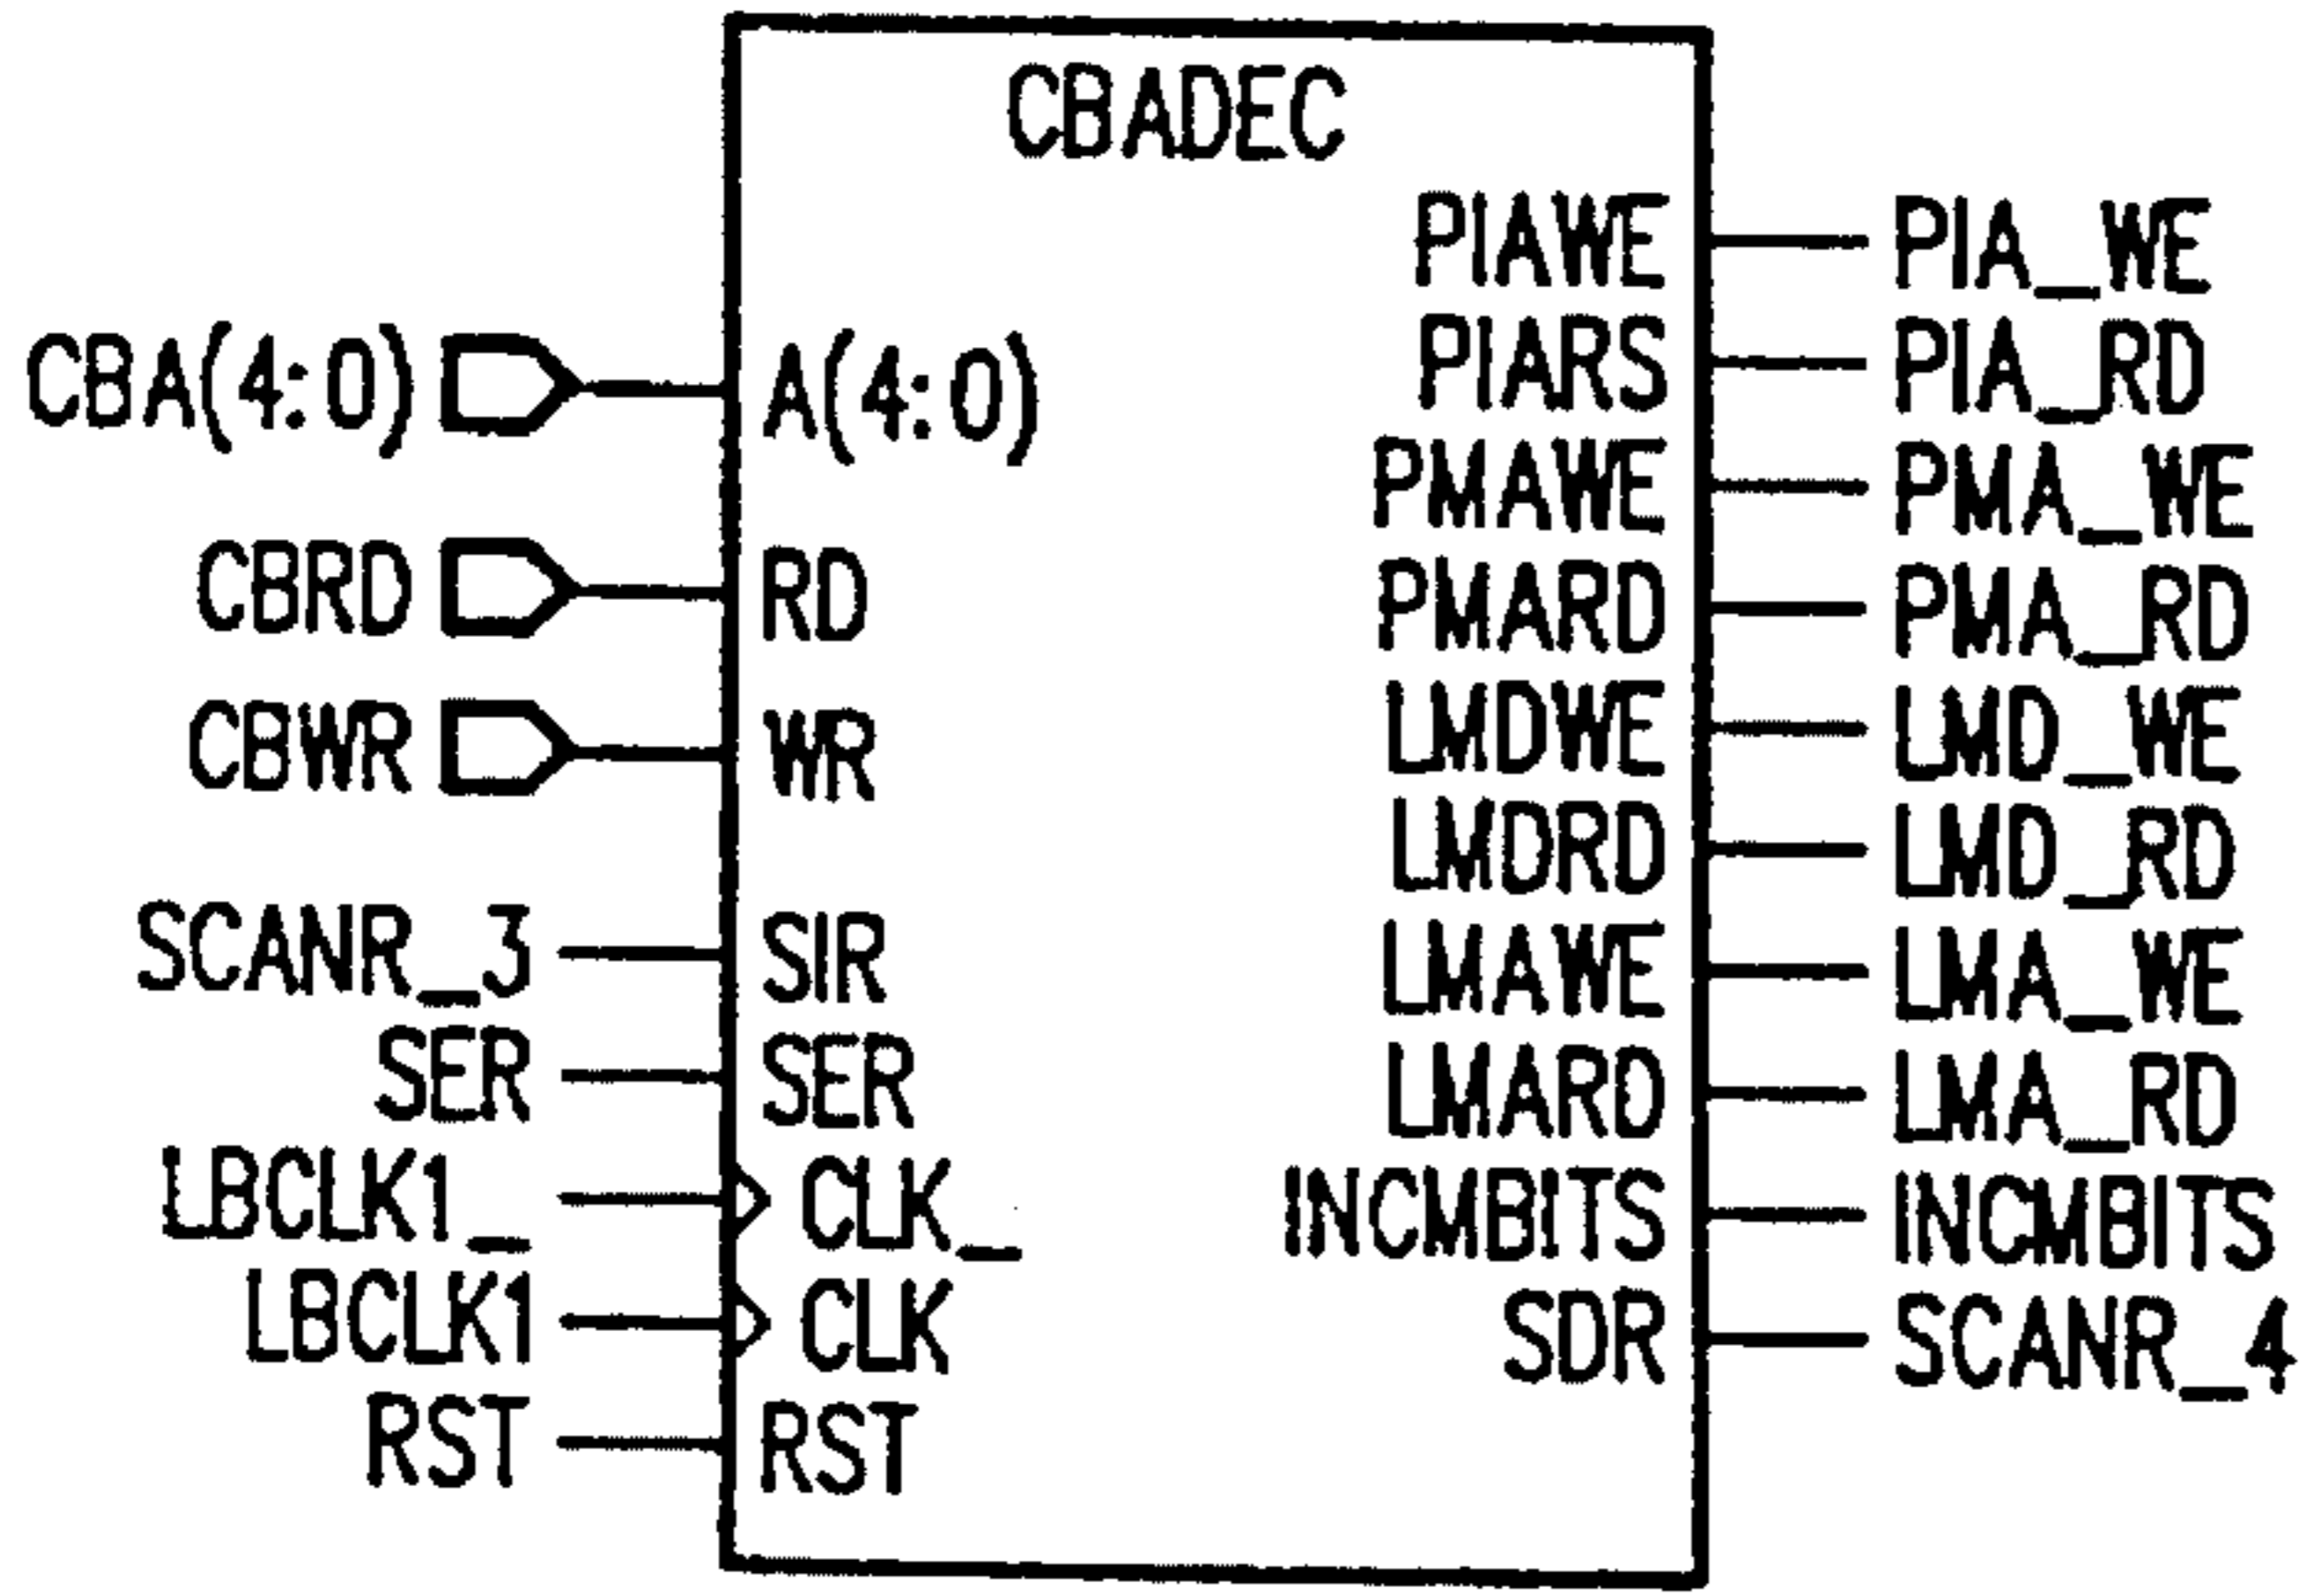 CBADEC
PIAWE PIA_WE
CBA(4:0) A(4:0) PIARS PIA_RD
PMAWE PMA_WE
CBRD RD PMARD PMA_RD
CBWR WR LMDWE LMD_WE
LMDRD LMD_RD
SCANR_3 SIR LMAWE LMA_WE
SER SER LMARD LMA_RD
LBCLK1_ CLK_ INCMBITS INCMBITS
LBCLK1 CLK SDR SCANR_4
RST RST